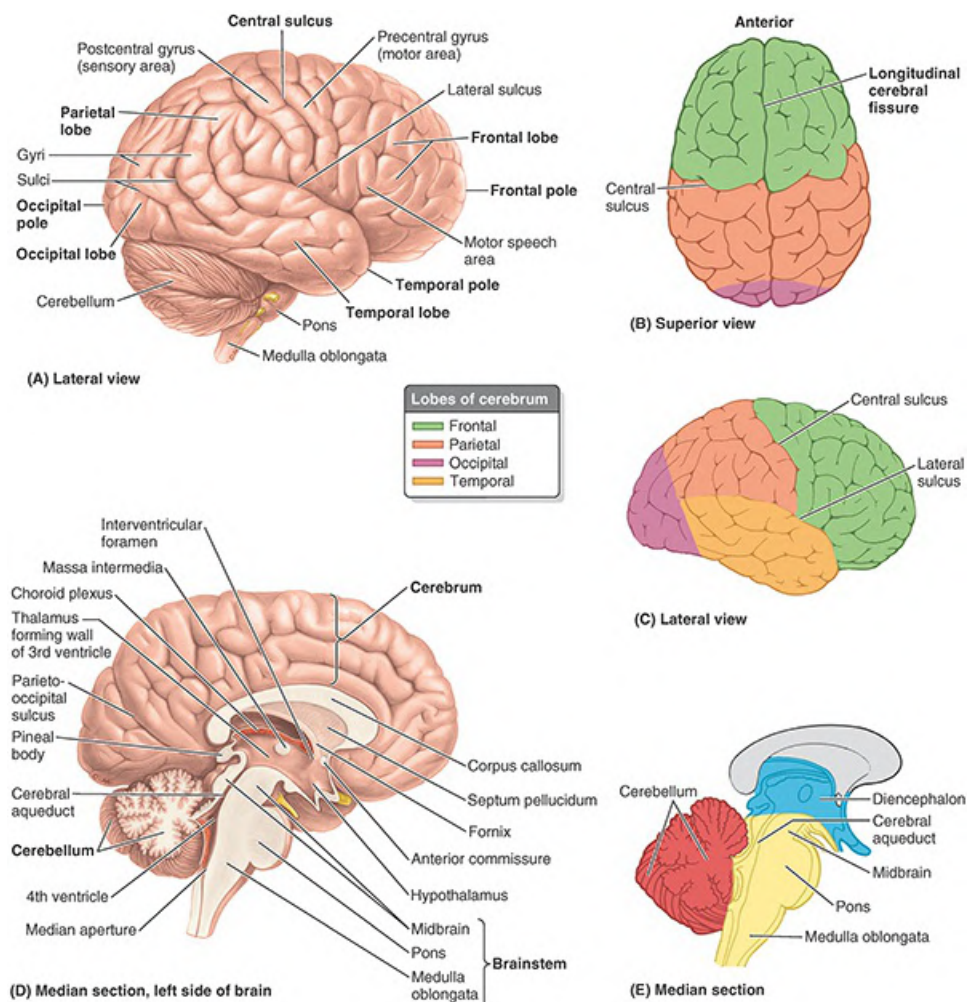 Central sulcus
Postcentral gyrus
(sensory area)
Precentral gyrus
(motor area)
Lateral sulcus
Parietal
lobe
Frontal lobe
Gyri
Sulci
Frontal pole
Occipital
pole
Occipital lobe
Motor speech
area
Cerebellum
Temporal pole
Temporal lobe
Pons
Medulla oblongata
(A) Lateral view
Anterior
Longitudinal
cerebral
fissure
Central
sulcus
(B) Superior view
Lobes of cerebrum
Frontal
Parietal
Occipital
Temporal
Central sulcus
Lateral
sulcus
(C) Lateral view
Interventricular
foramen
Massa intermedia
Choroid plexus
Thalamus
forming wall
of 3rd ventricle
Parieto-
occipital
sulcus
Pineal
body
Cerebral
aqueduct
Cerebellum
4th ventricle
Median aperture
Cerebrum
Corpus callosum
Septum pellucidum
Fornix
Anterior commissure
Hypothalamus
Midbrain
Pons
Medulla
oblongata
Brainstem
(D) Median section, left side of brain
Cerebellum
Diencephalon
Cerebral
aqueduct
Midbrain
Pons
Medulla oblongata
(E) Median section